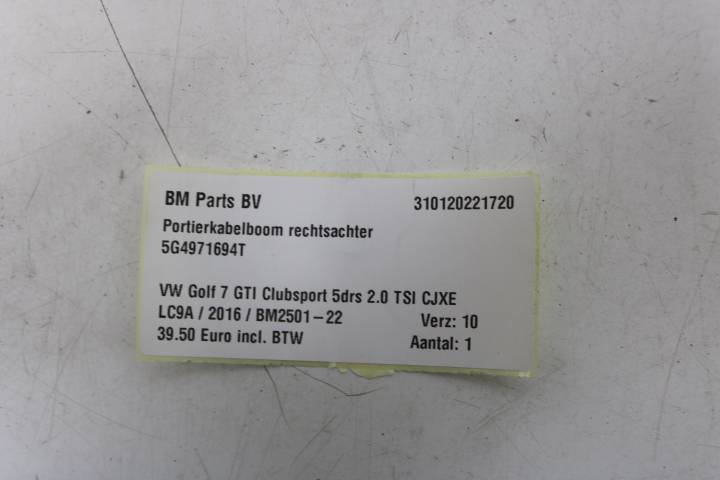 BM Parts BV 310120221720
Portierkabelboom rechtsachter
5G4971694T
VW Golf 7 GTI Clubsport 5drs 2.0 TSI CJXE
LC9A / 2016 / BM2501-22 Verz: 10
39.50 Euro incl. BTW Aantal: 1